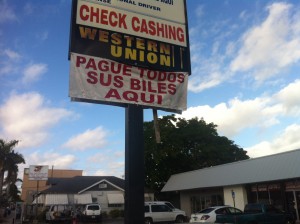 CHECK CASHING
WESTERN
UNION
PAGUE TODOS
SUS BILES
AQUI